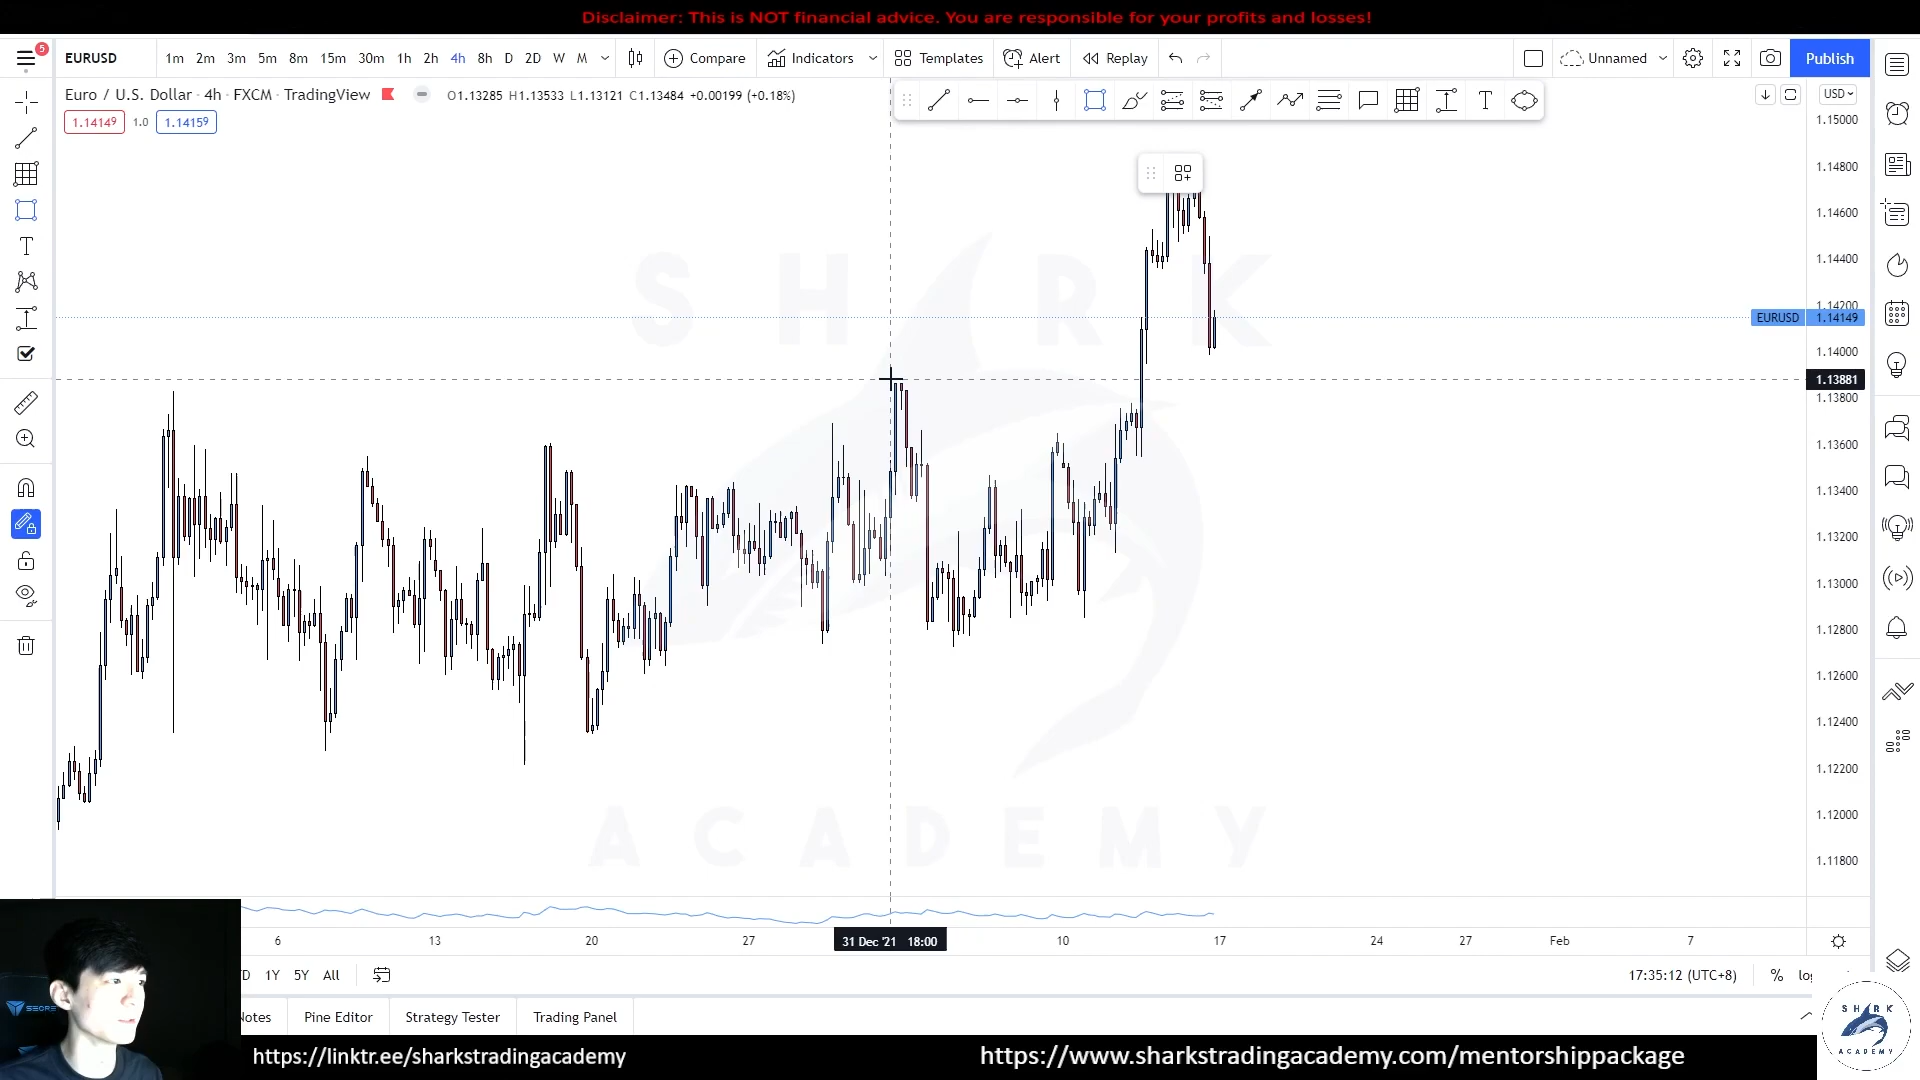 Disclaimer: This is NOT financial advice. You are responsible for your profits and losses!
5
EURUSD 1m 2m 3m 5m 8m 15m 30m 1h 2h 4h 8h D 2D W M Compare Indicators Templates Alert Replay Unnamed Publish
Euro / U.S. Dollar · 4h · FXCM · TradingView O1.13285 H1.13533 L1.13121 C1.13484 +0.00199 (+0.18%)
1.14149 1.0 1.14159
USD
1.15000
1.14800
1.14600
1.14400
1.14200
EURUSD 1.14149
1.14000
1.13881
1.13800
1.13600
1.13400
1.13200
1.13000
1.12800
1.12600
1.12400
1.12200
1.12000
1.11800
SHARK
ACADEMY
6 13 20 27 31 Dec '21 18:00 10 17 24 27 Feb 7
1Y 5Y All 17:35:12 (UTC+8) %
Notes Pine Editor Strategy Tester Trading Panel
https://linktr.ee/sharkstradingacademy https://www.sharkstradingacademy.com/mentorshippackage
SHARK
ACADEMY